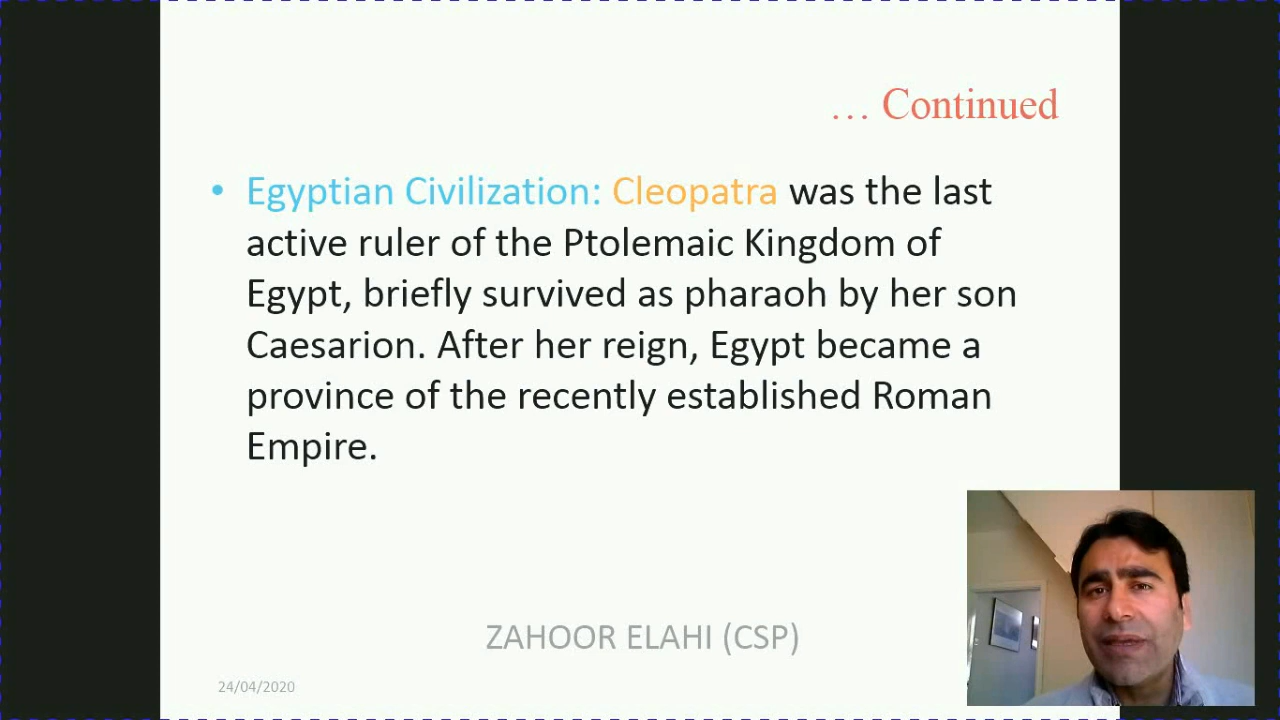 … Continued
• Egyptian Civilization: Cleopatra was the last
active ruler of the Ptolemaic Kingdom of
Egypt, briefly survived as pharaoh by her son
Caesarion. After her reign, Egypt became a
province of the recently established Roman
Empire.
ZAHOOR ELAHI (CSP)
24/04/2020